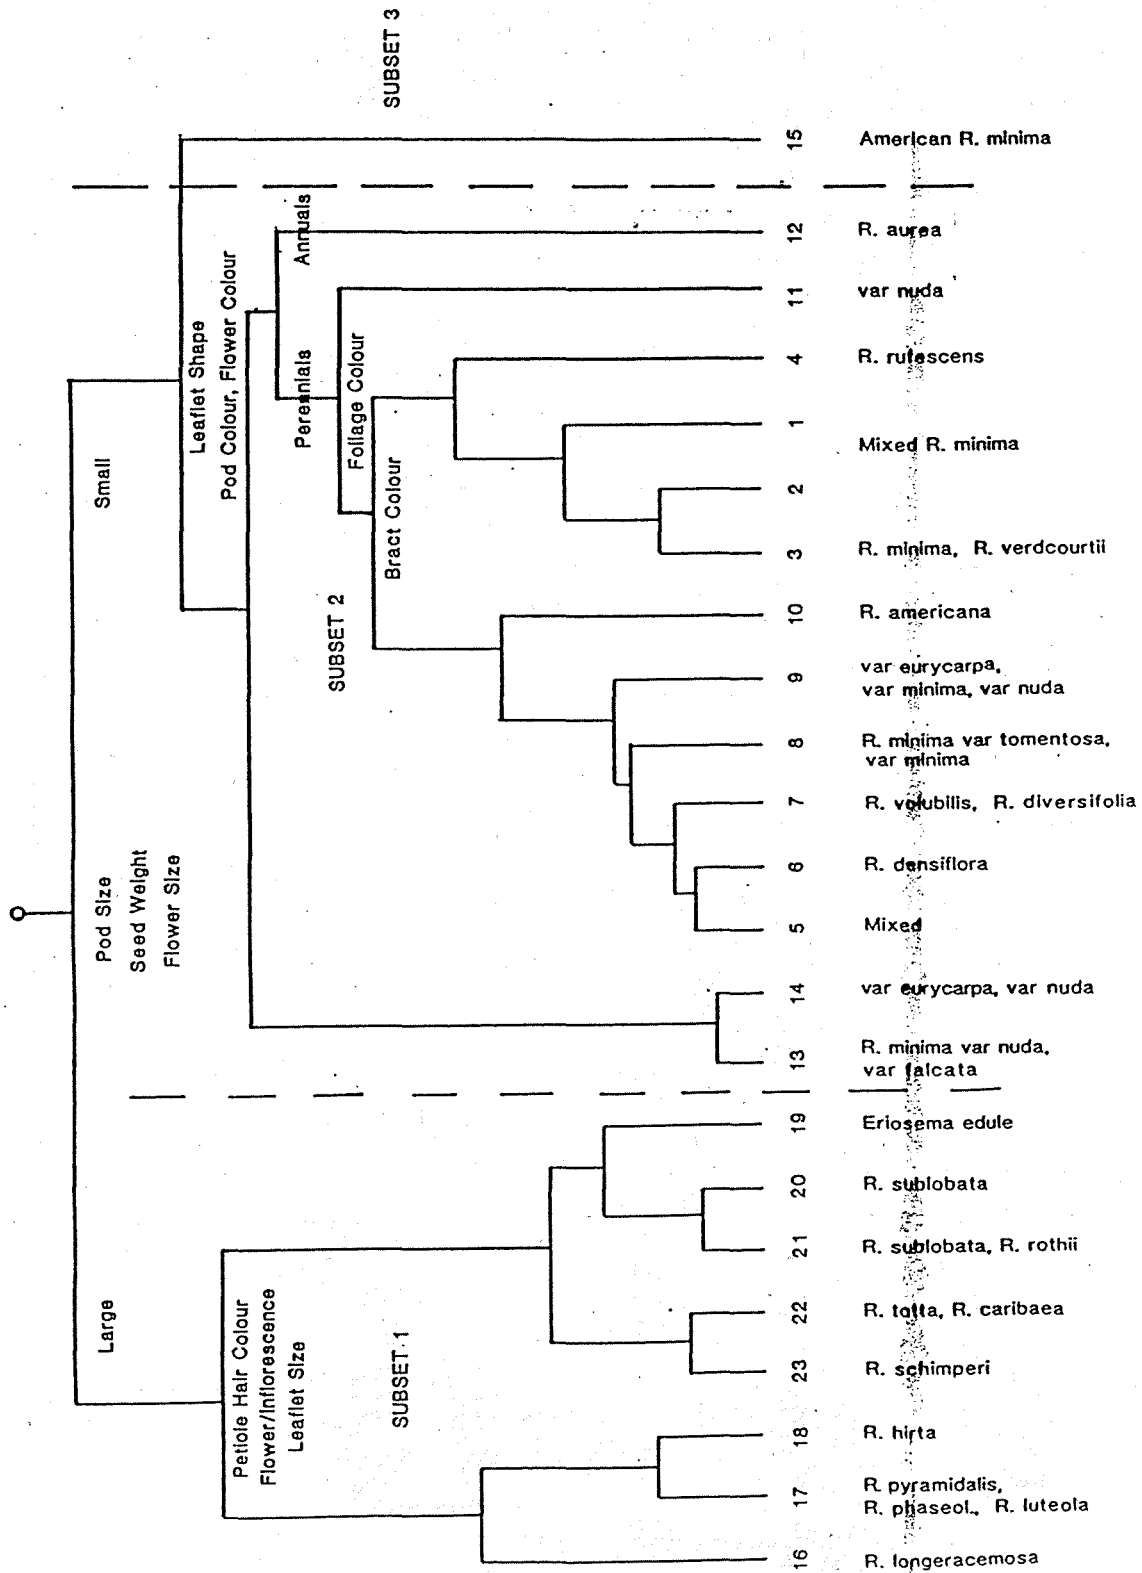 SUBSET 3
15 American R. minima
Small
Leaflet Shape
Pod Colour, Flower Colour
Annuals
12 R. aurea
11 var nuda
Perennials
Foliage Colour
4 R. rufescens
Bract Colour
1
Mixed R. minima
2
3 R. minima, R. verdcourtii
SUBSET 2
10 R. americana
9 var eurycarpa,
var minima, var nuda
8 R. minima var tomentosa,
var minima
7 R. volubilis, R. diversifolia
6 R. densiflora
5 Mixed
Pod Size
Seed Weight
Flower Size
14 var eurycarpa, var nuda
13 R. minima var nuda,
var falcata
19 Eriosema edule
20 R. sublobata
21 R. sublobata, R. rothii
Large
Petiole Hair Colour
Flower/Inflorescence
Leaflet Size
SUBSET 1
22 R. totta, R. caribaea
23 R. schimperi
18 R. hirta
17 R. pyramidalis,
R. phaseol., R. luteola
16 R. longeracemosa